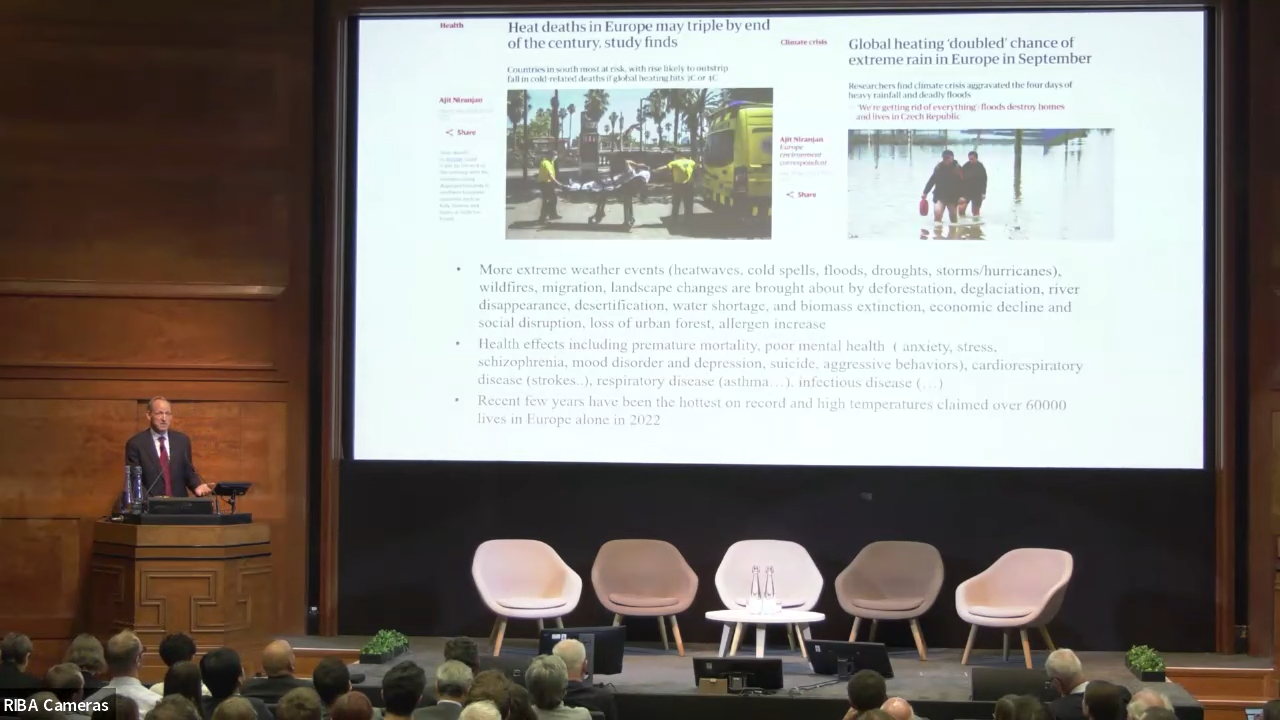 Health
Heat deaths in Europe may triple by end
of the century, study finds
Countries in south most at risk, with rise likely to outstrip
fall in cold-related deaths if global heating hits 3C or 4C
Ajit Niranjan
Share
Climate crisis
Global heating ‘doubled’ chance of
extreme rain in Europe in September
Researchers find climate crisis aggravated the four days of
heavy rainfall and deadly floods
‘We’re getting rid of everything’: floods destroy homes
and lives in Czech Republic
Ajit Niranjan
Europe
environment
correspondent
Share
• More extreme weather events (heatwaves, cold spells, floods, droughts, storms/hurricanes),
wildfires, migration, landscape changes are brought about by deforestation, deglaciation, river
disappearance, desertification, water shortage, and biomass extinction, economic decline and
social disruption, loss of urban forest, allergen increase
• Health effects including premature mortality, poor mental health ( anxiety, stress,
schizophrenia, mood disorder and depression, suicide, aggressive behaviors), cardiorespiratory
disease (strokes..), respiratory disease (asthma…), infectious disease (…)
• Recent few years have been the hottest on record and high temperatures claimed over 60000
lives in Europe alone in 2022
RIBA Cameras